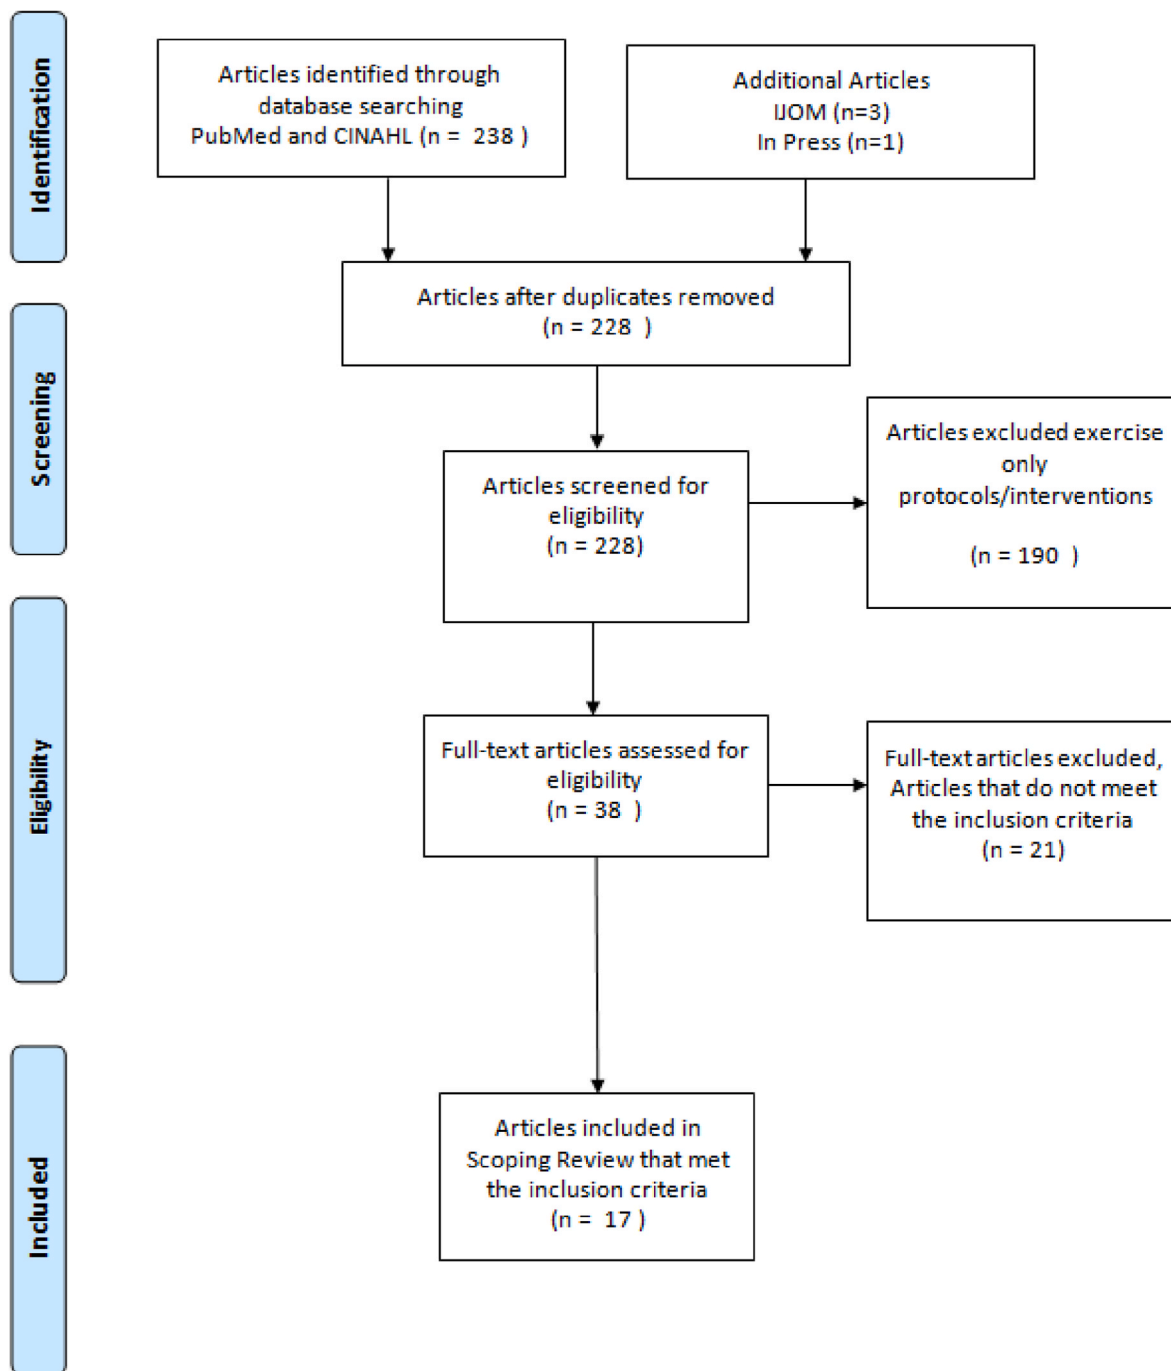 Identification
Articles identified through
database searching
PubMed and CINAHL (n = 238 )
Additional Articles
IJOM (n=3)
In Press (n=1)
Articles after duplicates removed
(n = 228 )
Screening
Articles screened for
eligibility
(n = 228)
Articles excluded exercise
only
protocols/interventions
(n = 190 )
Eligibility
Full-text articles assessed for
eligibility
(n = 38 )
Full-text articles excluded,
Articles that do not meet
the inclusion criteria
(n = 21)
Included
Articles included in
Scoping Review that met
the inclusion criteria
(n = 17 )